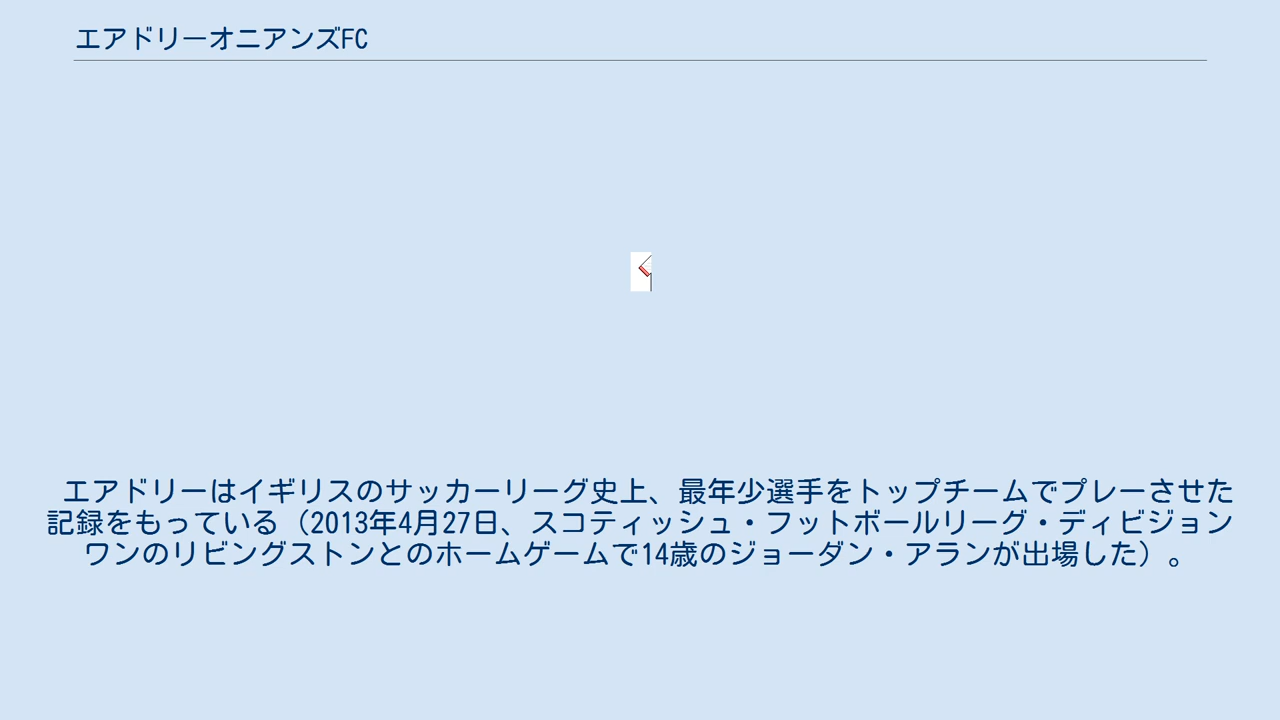 エアドリーオニアンズFC
エアドリーはイギリスのサッカーリーグ史上、最年少選手をトップチームでプレーさせた
記録をもっている（2013年4月27日、スコティッシュ・フットボールリーグ・ディビジョン
ワンのリビングストンとのホームゲームで14歳のジョーダン・アランが出場した）。